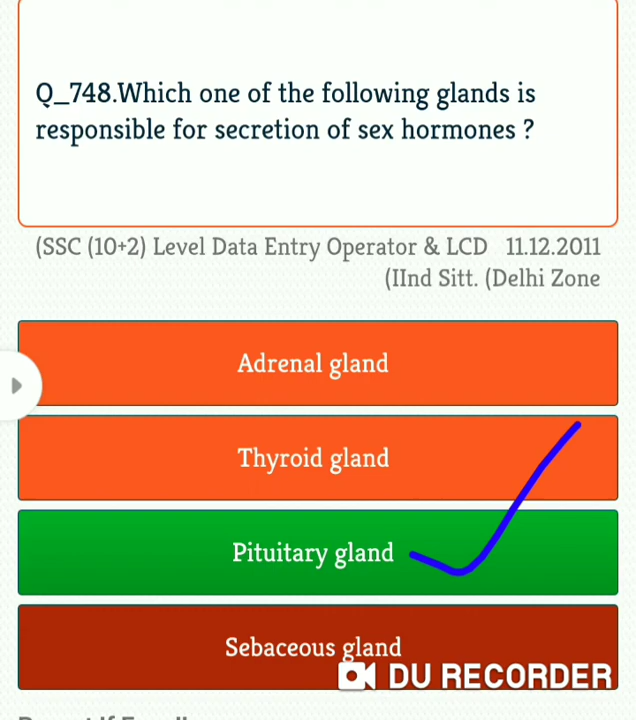 Q_748.Which one of the following glands is
responsible for secretion of sex hormones ?
(SSC (10+2) Level Data Entry Operator & LCD 11.12.2011
(IInd Sitt. (Delhi Zone
Adrenal gland
Thyroid gland
Pituitary gland
Sebaceous gland
DU RECORDER